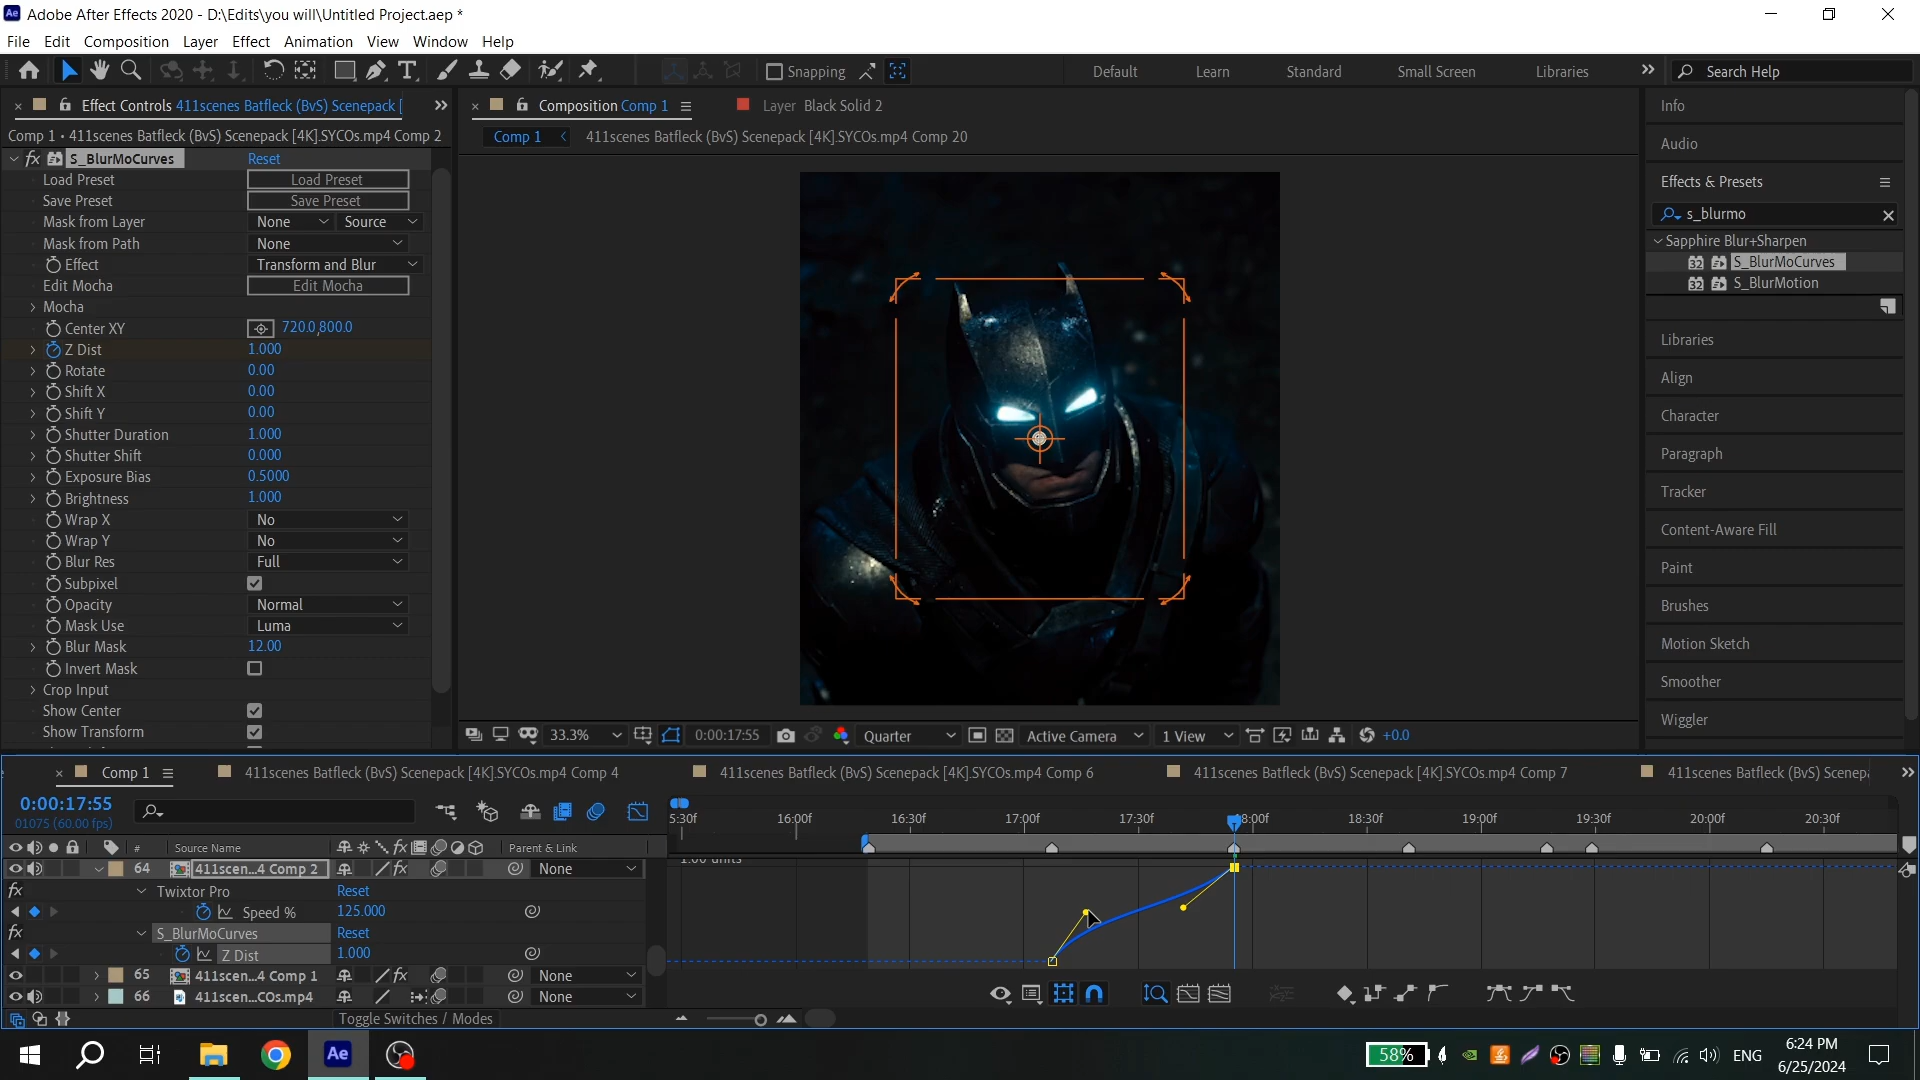 Adobe After Effects 2020 - D:\Edits\you will\Untitled Project.aep *
File Edit Composition Layer Effect Animation View Window Help
Snapping
Default Learn Standard Small Screen Libraries
Search Help
Effect Controls 411scenes Batfleck (BvS) Scenepack [
Comp 1 • 411scenes Batfleck (BvS) Scenepack [4K].SYCOs.mp4 Comp 2
fx S_BlurMoCurves Reset
Load Preset Load Preset
Save Preset Save Preset
Mask from Layer None Source
Mask from Path None
Effect Transform and Blur
Edit Mocha Edit Mocha
Mocha
Center XY 720.0,800.0
Z Dist 1.000
Rotate 0.00
Shift X 0.00
Shift Y 0.00
Shutter Duration 1.000
Shutter Shift 0.000
Exposure Bias 0.5000
Brightness 1.000
Wrap X No
Wrap Y No
Blur Res Full
Subpixel
Opacity Normal
Mask Use Luma
Blur Mask 12.00
Invert Mask
Crop Input
Show Center
Show Transform
Composition Comp 1
Layer Black Solid 2
Comp 1 411scenes Batfleck (BvS) Scenepack [4K].SYCOs.mp4 Comp 20
33.3% 0:00:17:55 Quarter Active Camera 1 View +0.0
Info
Audio
Effects & Presets
s_blurmo
Sapphire Blur+Sharpen
32 S_BlurMoCurves
32 S_BlurMotion
Libraries
Align
Character
Paragraph
Tracker
Content-Aware Fill
Paint
Brushes
Motion Sketch
Smoother
Wiggler
Comp 1
411scenes Batfleck (BvS) Scenepack [4K].SYCOs.mp4 Comp 4
411scenes Batfleck (BvS) Scenepack [4K].SYCOs.mp4 Comp 6
411scenes Batfleck (BvS) Scenepack [4K].SYCOs.mp4 Comp 7
411scenes Batfleck (BvS) Scenepa
0:00:17:55
01075 (60.00 fps)
5:30f 16:00f 16:30f 17:00f 17:30f 8:00f 18:30f 19:00f 19:30f 20:00f 20:30f
# Source Name fx Parent & Link
1.00 units
64 411scen...4 Comp 2 fx None
fx Twixtor Pro Reset
Speed % 125.000
fx S_BlurMoCurves Reset
Z Dist 1.000
65 411scen...4 Comp 1 fx None
66 411scen...COs.mp4 None
Toggle Switches / Modes
Ae
58%
ENG
6:24 PM
6/25/2024